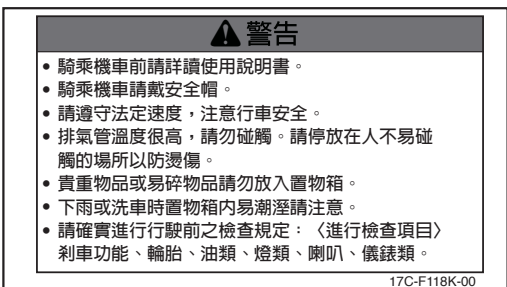 警告
• 騎乘機車前請詳讀使用說明書。
• 騎乘機車請戴安全帽。
• 請遵守法定速度，注意行車安全。
• 排氣管溫度很高，請勿碰觸。請停放在人不易碰
觸的場所以防燙傷。
• 貴重物品或易碎物品請勿放入置物箱。
• 下雨或洗車時置物箱內易潮溼請注意。
• 請確實進行行駛前之檢查規定：〈進行檢查項目〉
剎車功能、輪胎、油類、燈類、喇叭、儀錶類。
17C-F118K-00